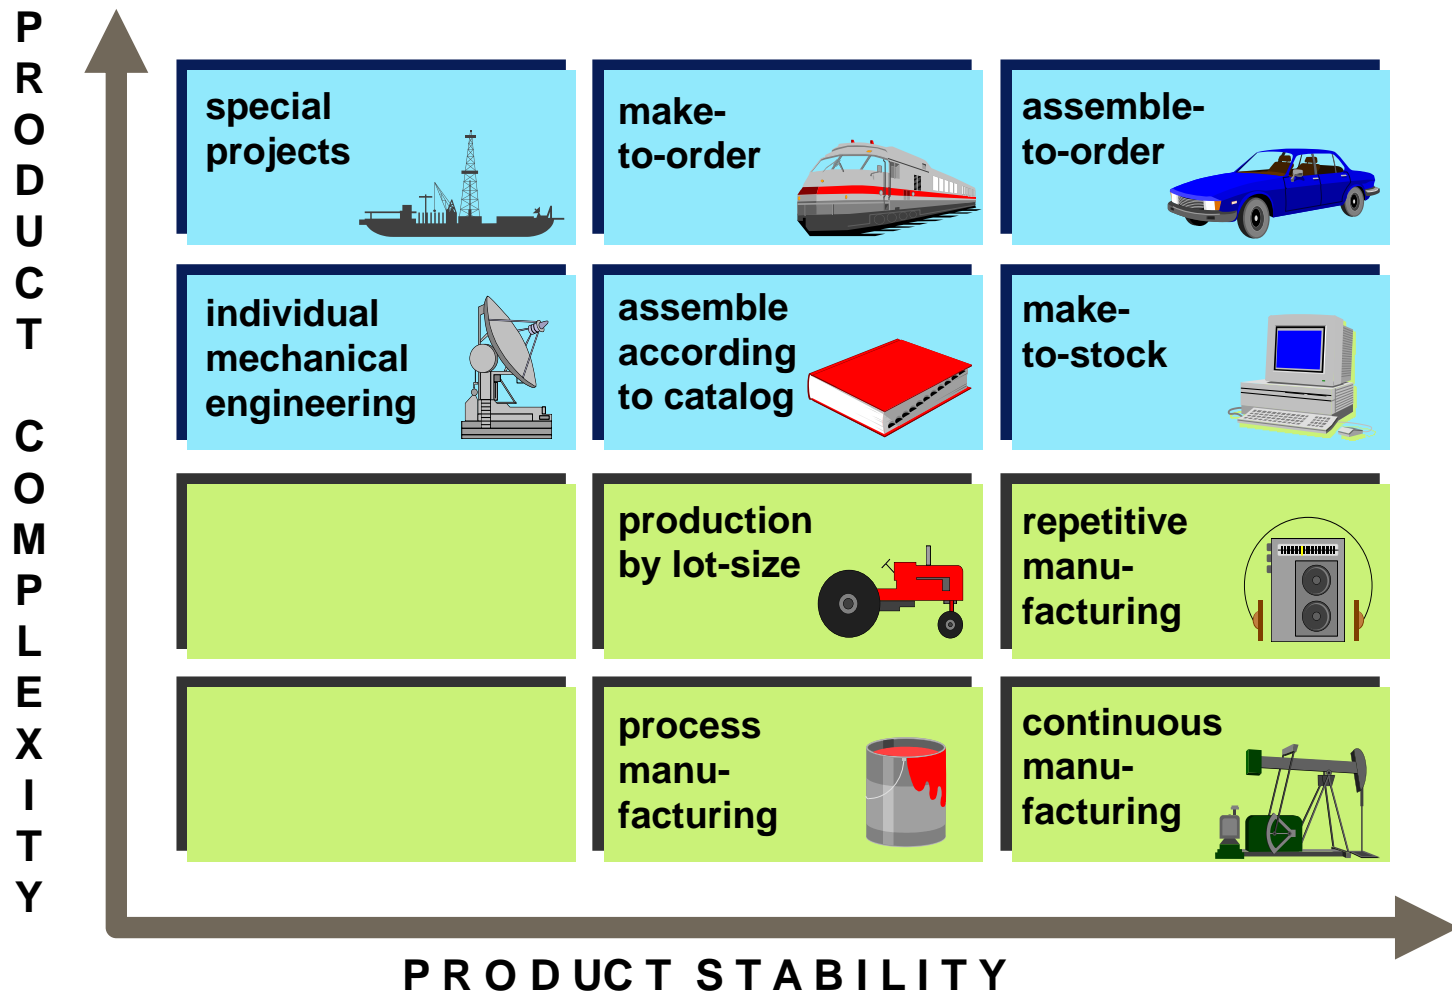 PRODUCT COMPLEXITY
special
projects
make-
to-order
assemble-
to-order
individual
mechanical
engineering
assemble
according
to catalog
make-
to-stock
production
by lot-size
repetitive
manu-
facturing
process
manu-
facturing
continuous
manu-
facturing
PRODUCT STABILITY